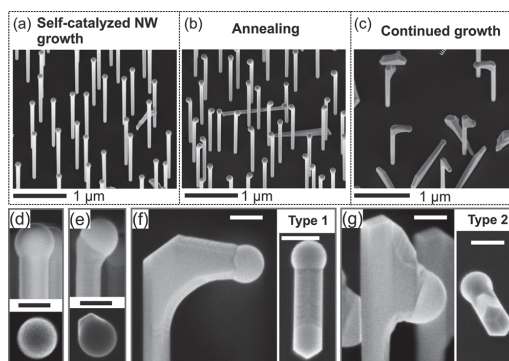 (a) Self-catalyzed NW
growth
(b) Annealing
(c) Continued growth
1 µm
1 µm
1 µm
(d)
(e)
(f)
Type 1
(g)
Type 2